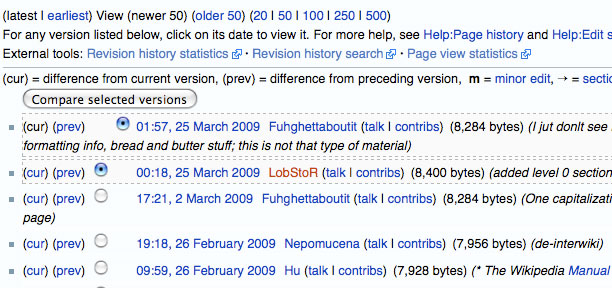 (latest | earliest) View (newer 50) (older 50) (20 | 50 | 100 | 250 | 500)
For any version listed below, click on its date to view it. For more help, see Help:Page history and Help:Edit s
External tools: Revision history statistics · Revision history search · Page view statistics
(cur) = difference from current version, (prev) = difference from preceding version, m = minor edit, → = sectio
Compare selected versions
(cur) (prev) 01:57, 25 March 2009 Fuhghettaboutit (talk | contribs) (8,284 bytes) (I jut donlt see
formatting info, bread and butter stuff; this is not that type of material)
(cur) (prev) 00:18, 25 March 2009 LobStoR (talk | contribs) (8,400 bytes) (added level 0 section
(cur) (prev) 17:21, 2 March 2009 Fuhghettaboutit (talk | contribs) (8,284 bytes) (One capitalizati
page)
(cur) (prev) 19:18, 26 February 2009 Nepomucena (talk | contribs) (7,956 bytes) (de-interwiki)
(cur) (prev) 09:59, 26 February 2009 Hu (talk | contribs) (7,928 bytes) (* The Wikipedia Manual